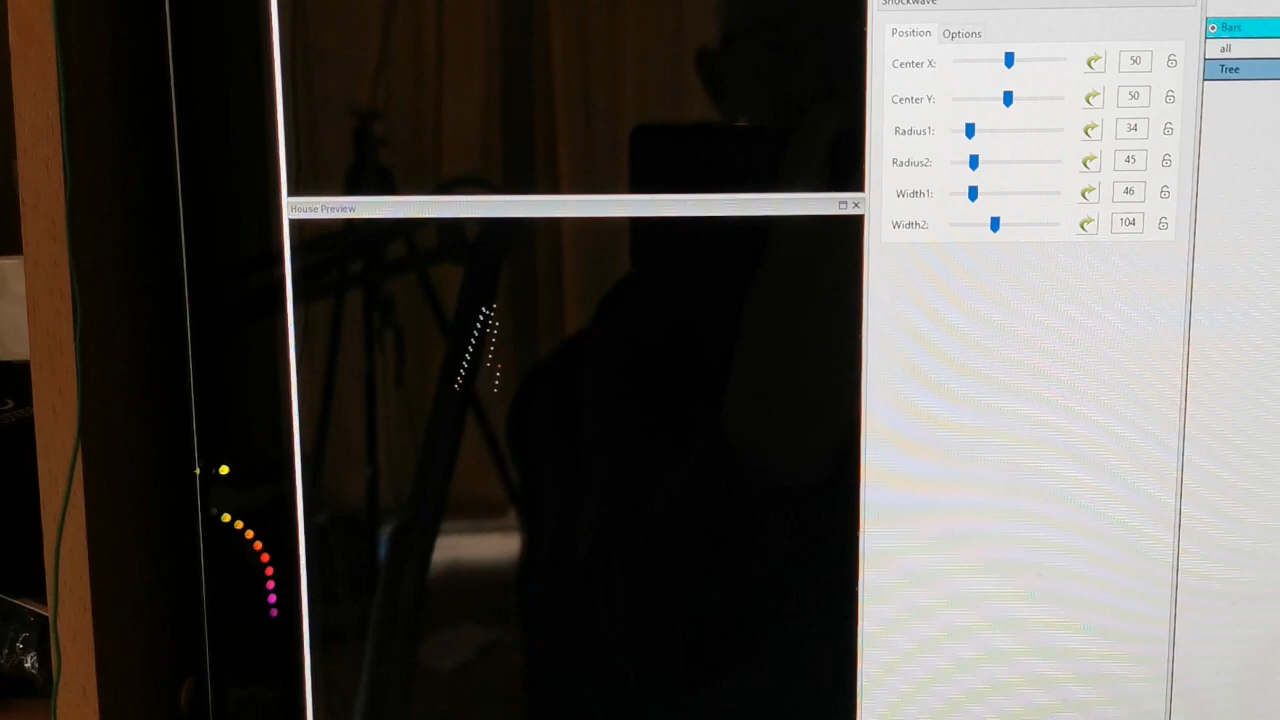 Shockwave
Position
Options
Center X:
50
Center Y:
50
Radius1:
34
Radius2:
45
Width1:
46
Width2:
104
Bars
all
Tree
House Preview